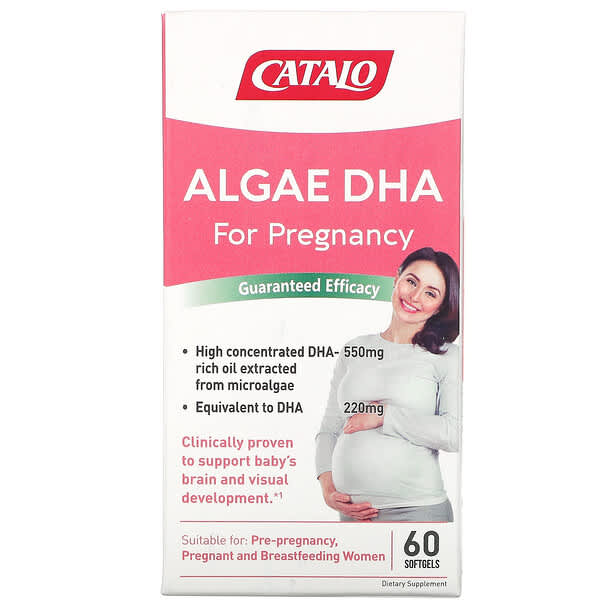 CATALO
ALGAE DHA
For Pregnancy
Guaranteed Efficacy
• High concentrated DHA- 550mg
rich oil extracted
from microalgae
• Equivalent to DHA 220mg
Clinically proven
to support baby's
brain and visual
development.*1
Suitable for: Pre-pregnancy,
Pregnant and Breastfeeding Women
60
SOFTGELS
Dietary Supplement